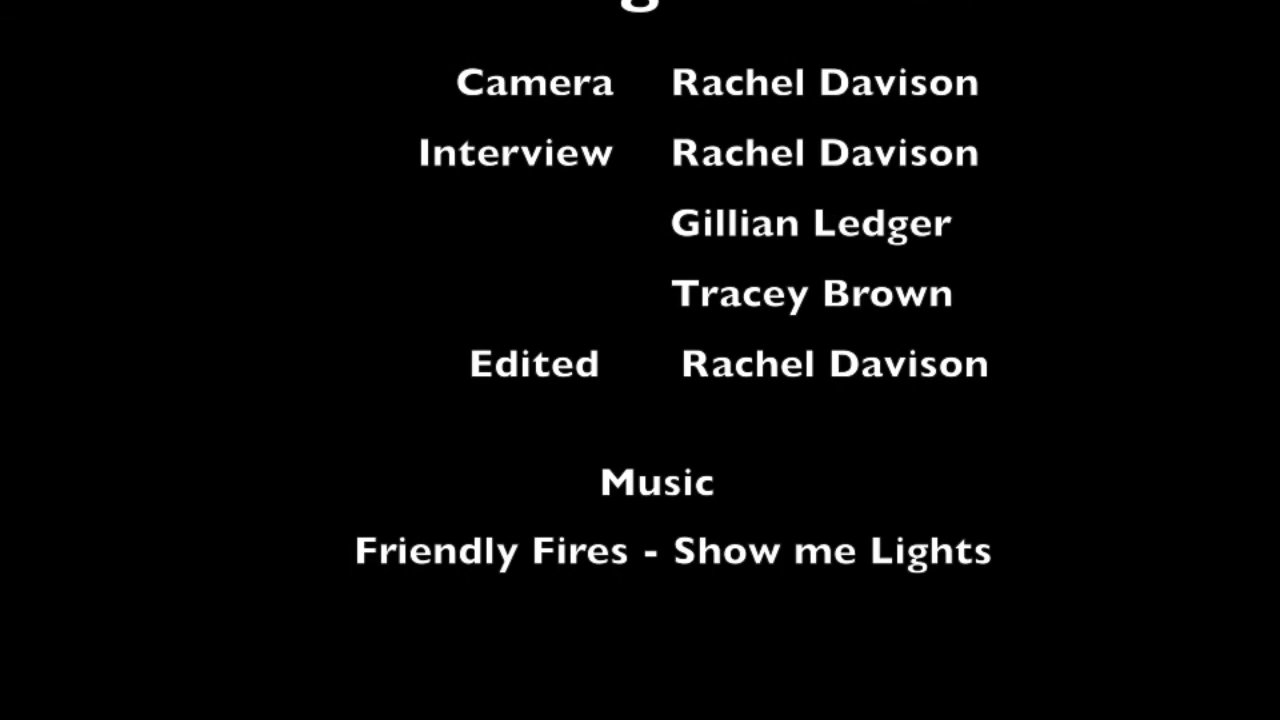 Camera Rachel Davison
Interview Rachel Davison
Gillian Ledger
Tracey Brown
Edited Rachel Davison
Music
Friendly Fires - Show me Lights